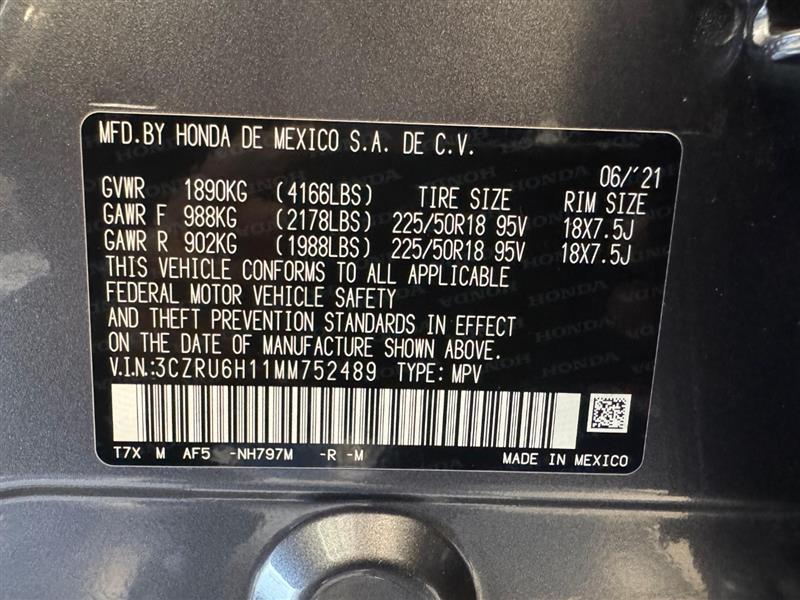 MFD.BY HONDA DE MEXICO S.A. DE C.V.
06/'21
GVWR 1890KG (4166LBS) TIRE SIZE RIM SIZE
GAWR F 988KG (2178LBS) 225/50R18 95V 18X7.5J
GAWR R 902KG (1988LBS) 225/50R18 95V 18X7.5J
THIS VEHICLE CONFORMS TO ALL APPLICABLE
FEDERAL MOTOR VEHICLE SAFETY
AND THEFT PREVENTION STANDARDS IN EFFECT
ON THE DATE OF MANUFACTURE SHOWN ABOVE.
V.I.N.:3CZRU6H11MM752489 TYPE: MPV
T7X M AF5 -NH797M -R -M
MADE IN MEXICO